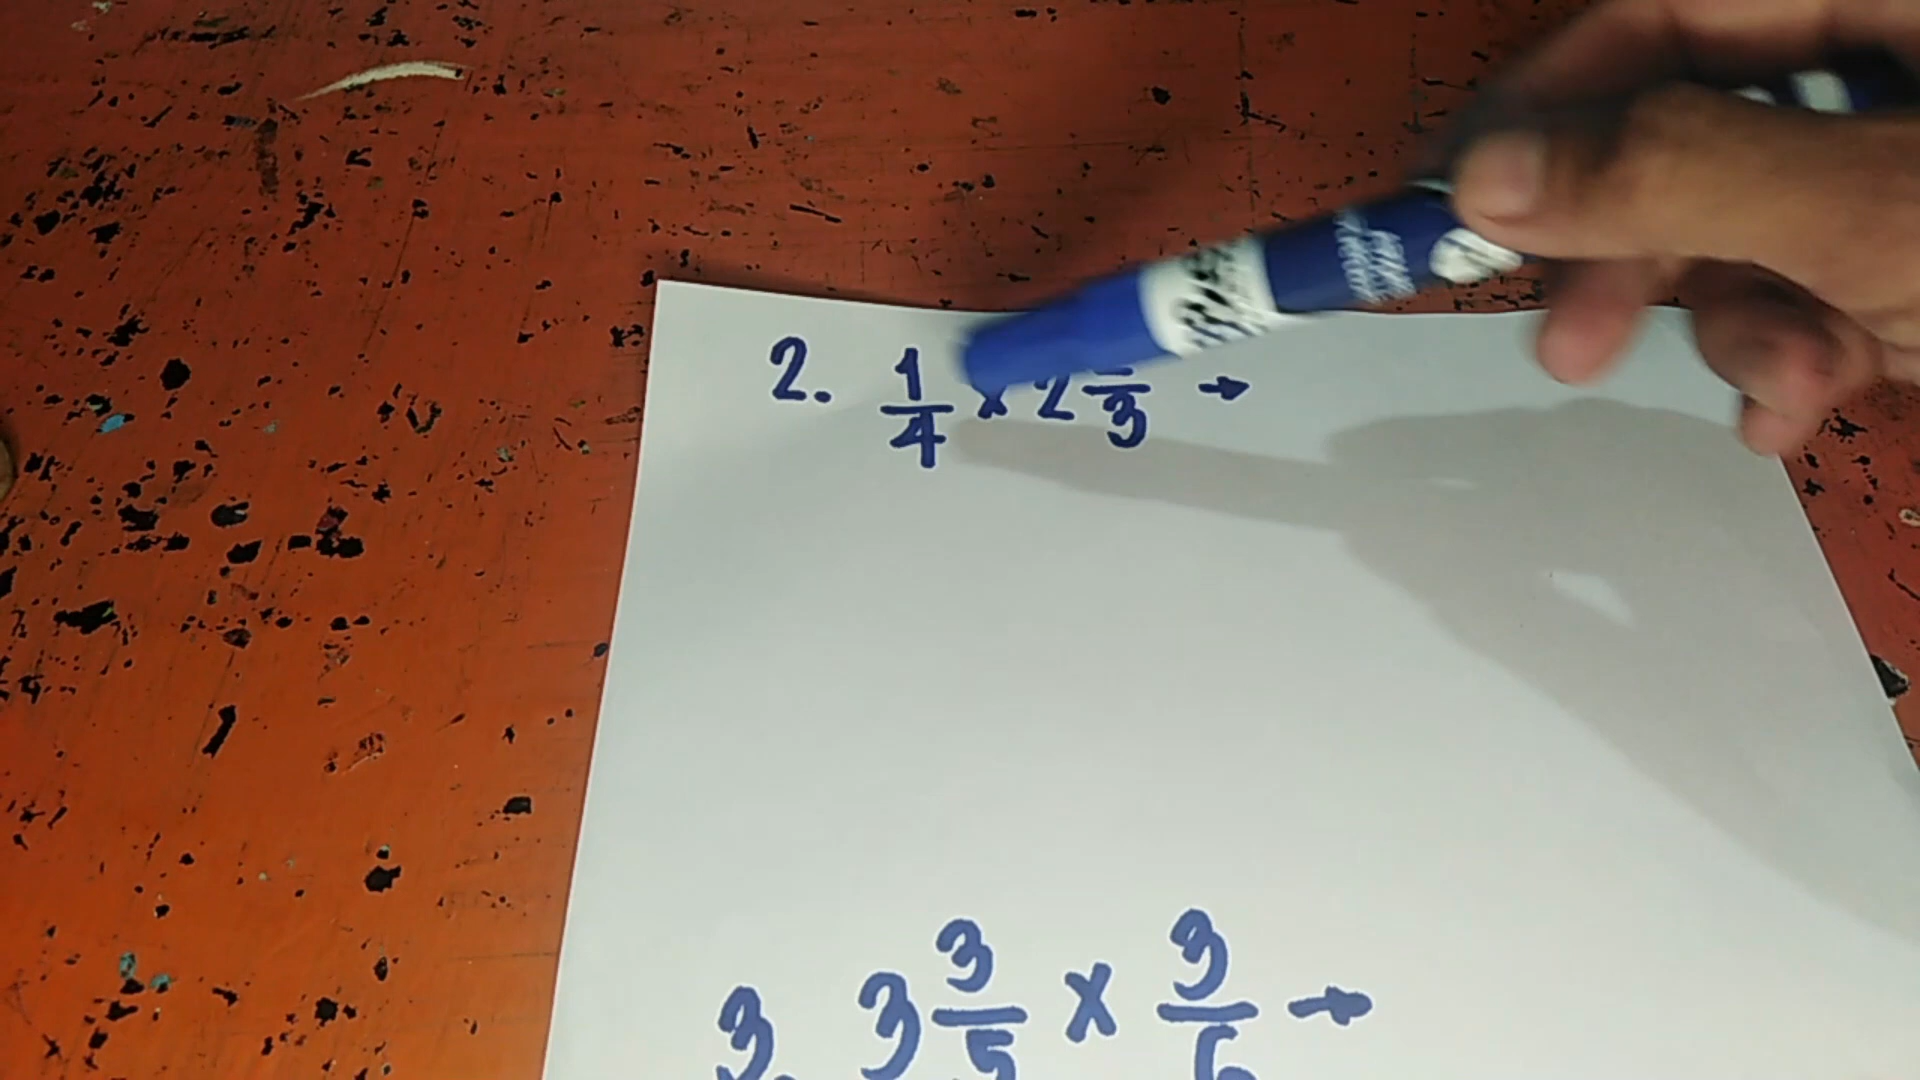 2. 1/4 x 2 /3 →
3. 3 3/5 x 3/6 →